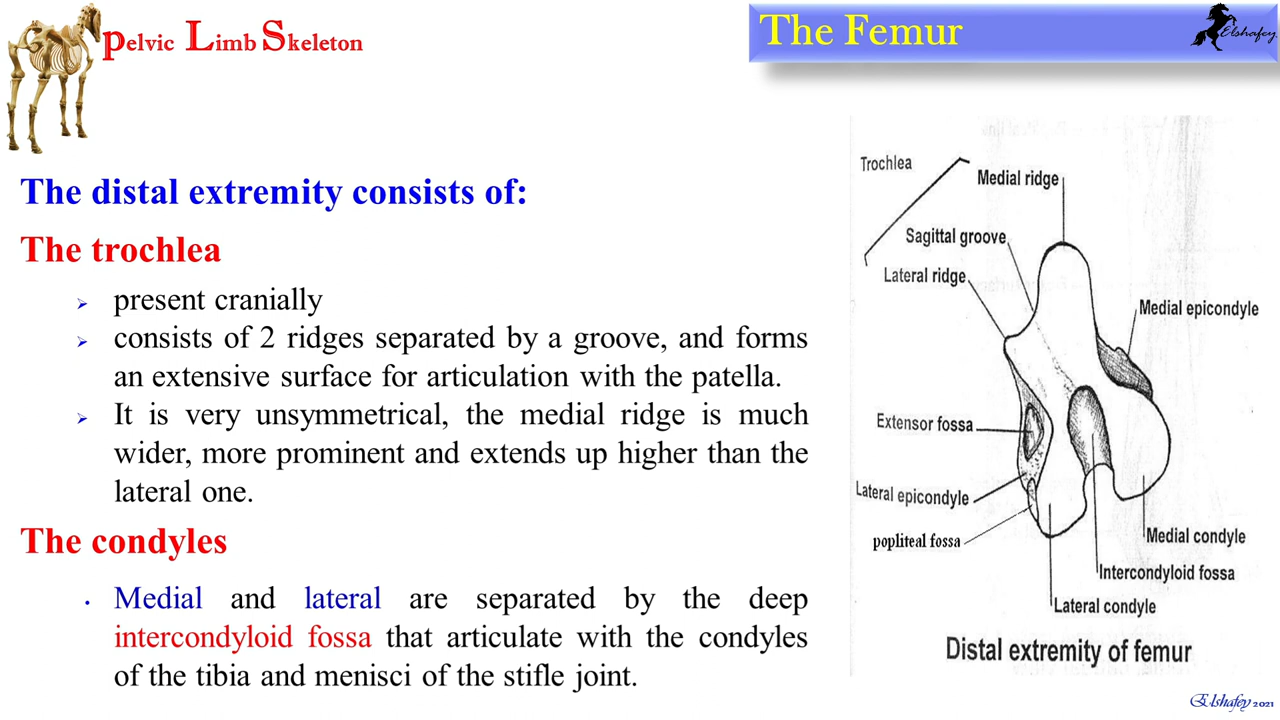 Pelvic Limb Skeleton
The Femur
Elshafey
The distal extremity consists of:
The trochlea
present cranially
consists of 2 ridges separated by a groove, and forms
an extensive surface for articulation with the patella.
It is very unsymmetrical, the medial ridge is much
wider, more prominent and extends up higher than the
lateral one.
The condyles
Medial and lateral are separated by the deep
intercondyloid fossa that articulate with the condyles
of the tibia and menisci of the stifle joint.
Trochlea
Medial ridge
Sagittal groove
Lateral ridge
Medial epicondyle
Extensor fossa
Lateral epicondyle
popliteal fossa
Medial condyle
Intercondyloid fossa
Lateral condyle
Distal extremity of femur
Elshafey 2021